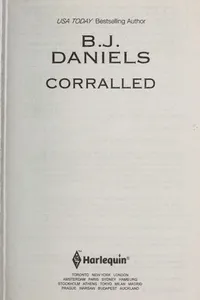 USA TODAY Bestselling Author
B.J.
DANIELS
CORRALLED
Harlequin®
TORONTO NEW YORK LONDON
AMSTERDAM PARIS SYDNEY HAMBURG
STOCKHOLM ATHENS TOKYO MILAN MADRID
PRAGUE WARSAW BUDAPEST AUCKLAND